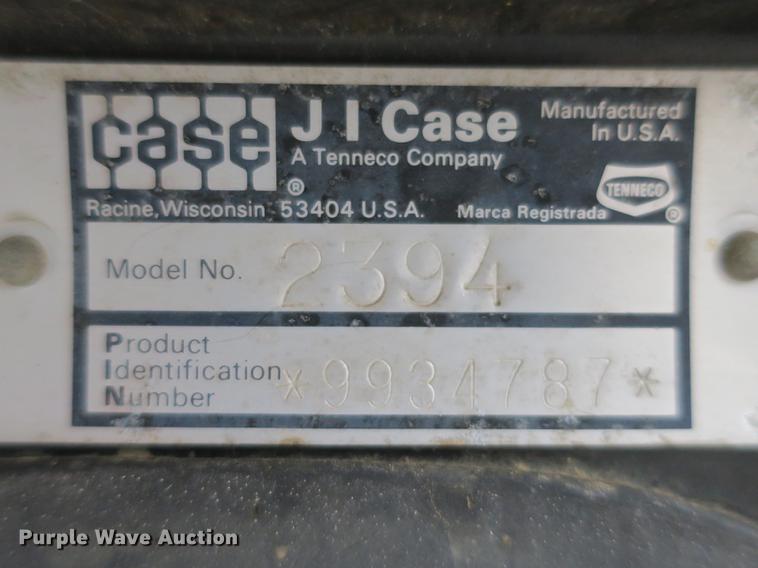 case
J I Case
A Tenneco Company
®
Manufactured
In U.S.A.
TENNECO
®
Racine, Wisconsin 53404 U.S.A. Marca Registrada
Model No. 2394
Product
Identification
Number *9934787*
Purple Wave Auction